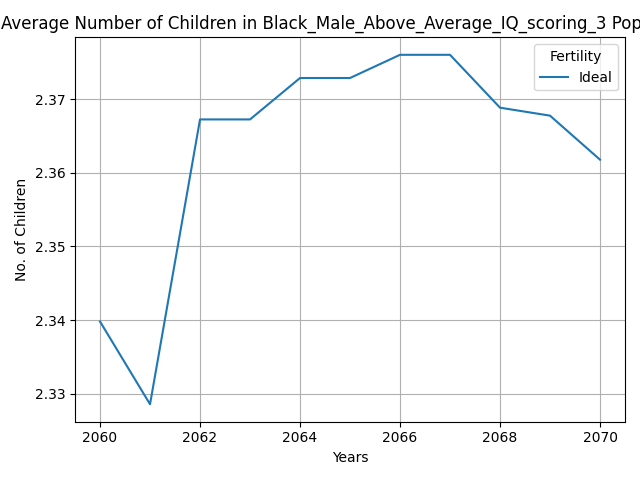 Average Number of Children in Black_Male_Above_Average_IQ_scoring_3 Pop
Fertility
Ideal
2.37
2.36
2.35
2.34
2.33
No. of Children
2060 2062 2064 2066 2068 2070
Years